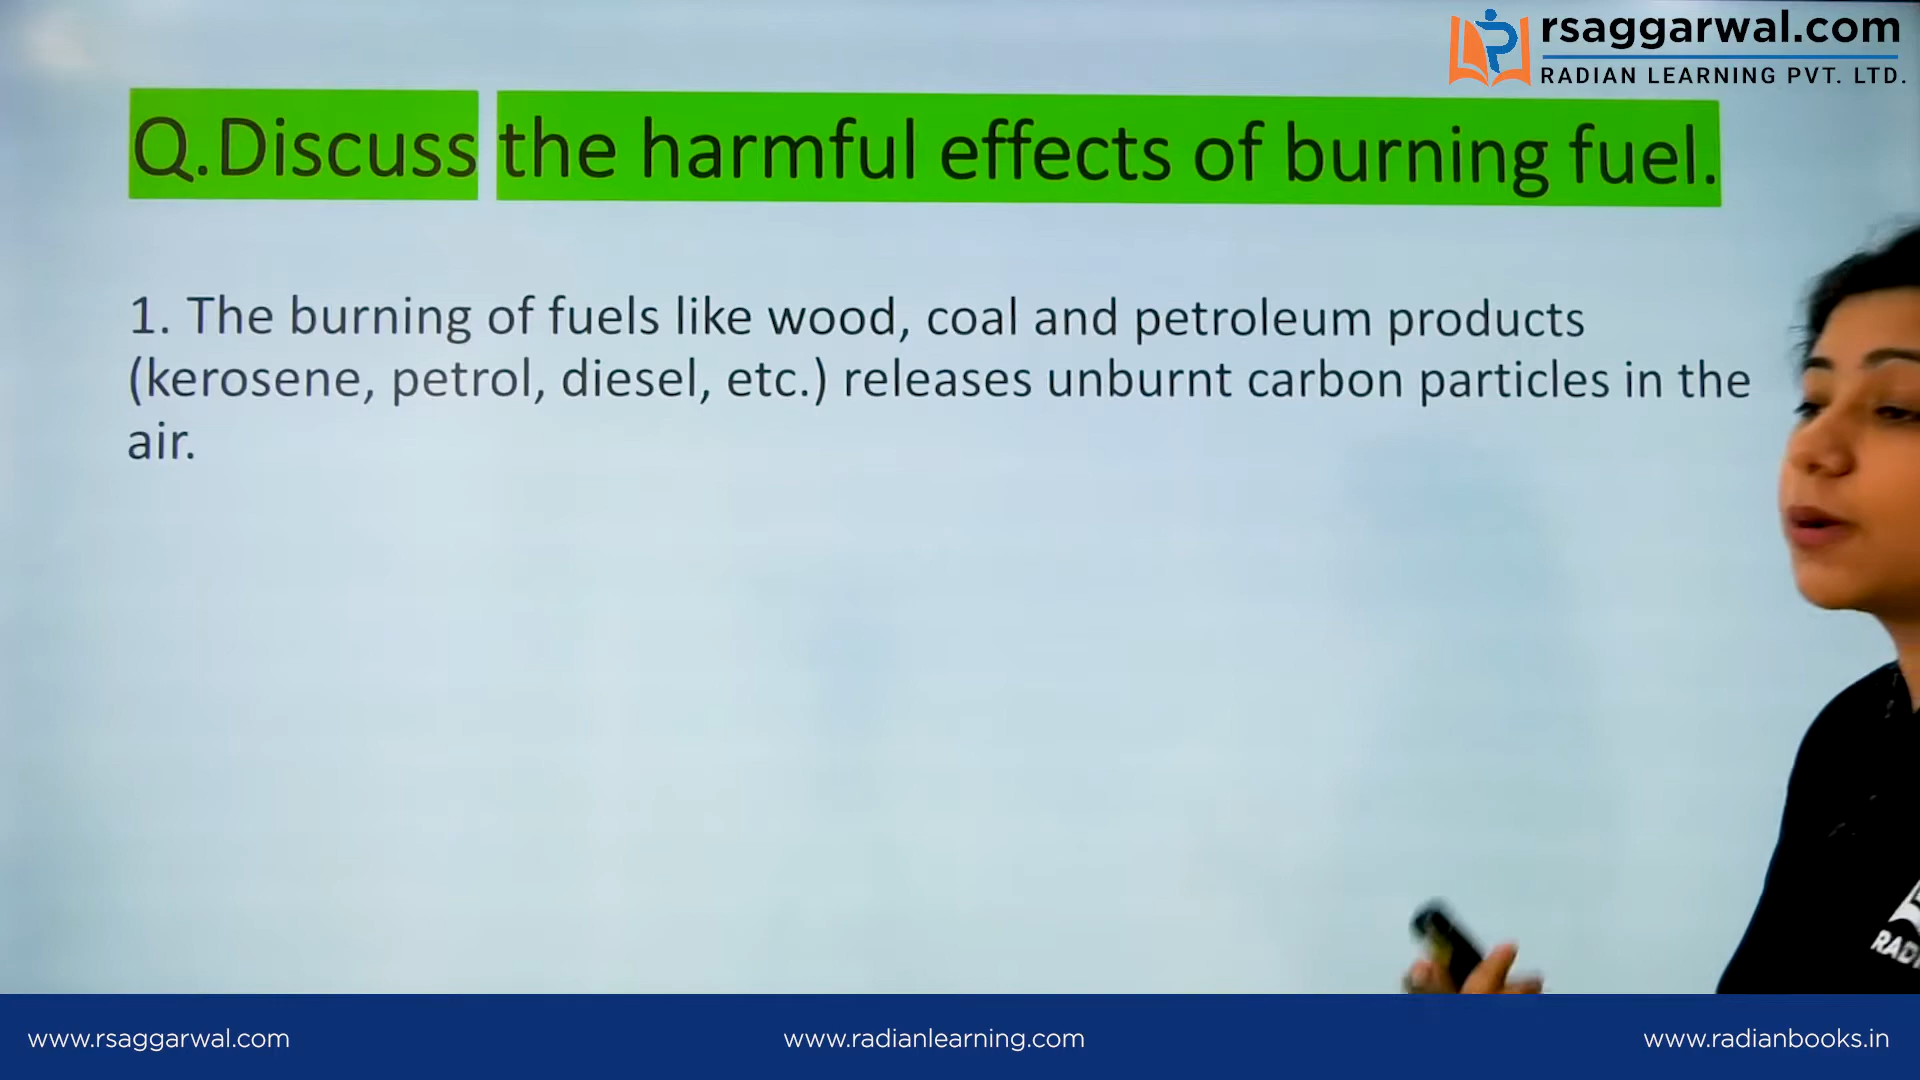 rsaggarwal.com
RADIAN LEARNING PVT. LTD.
Q.Discuss the harmful effects of burning fuel.
1. The burning of fuels like wood, coal and petroleum products
(kerosene, petrol, diesel, etc.) releases unburnt carbon particles in the
air.
RAD
www.rsaggarwal.com
www.radianlearning.com
www.radianbooks.in